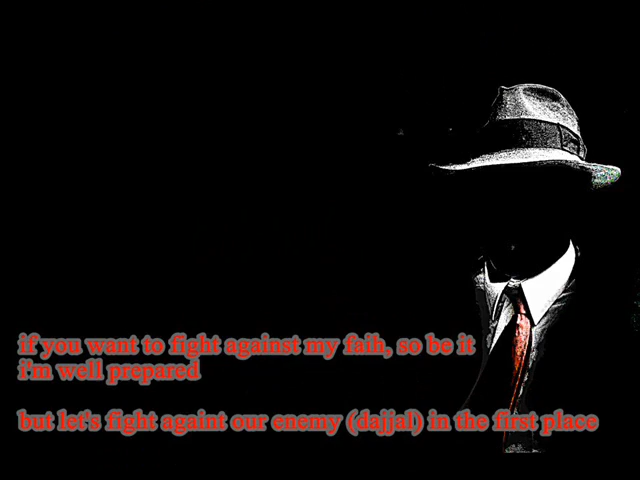 if you want to fight against my faih, so be it
i'm well prepared
but let's fight againt our enemy (dajjal) in the first place